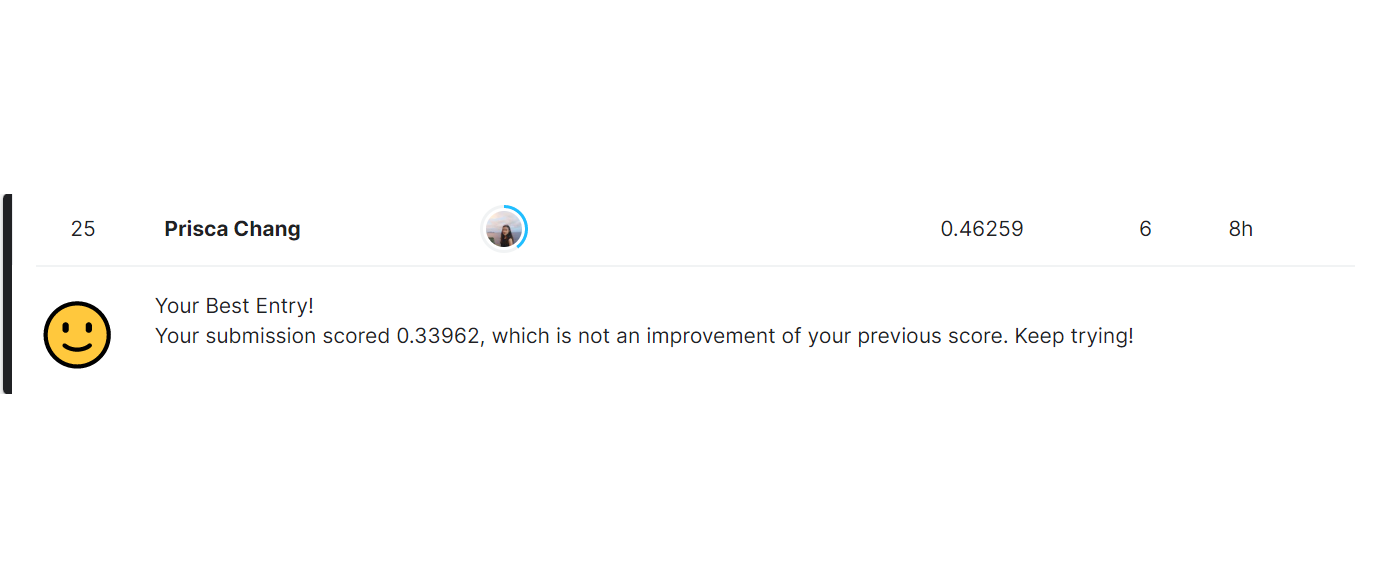 25 Prisca Chang 0.46259 6 8h
Your Best Entry!
Your submission scored 0.33962, which is not an improvement of your previous score. Keep trying!